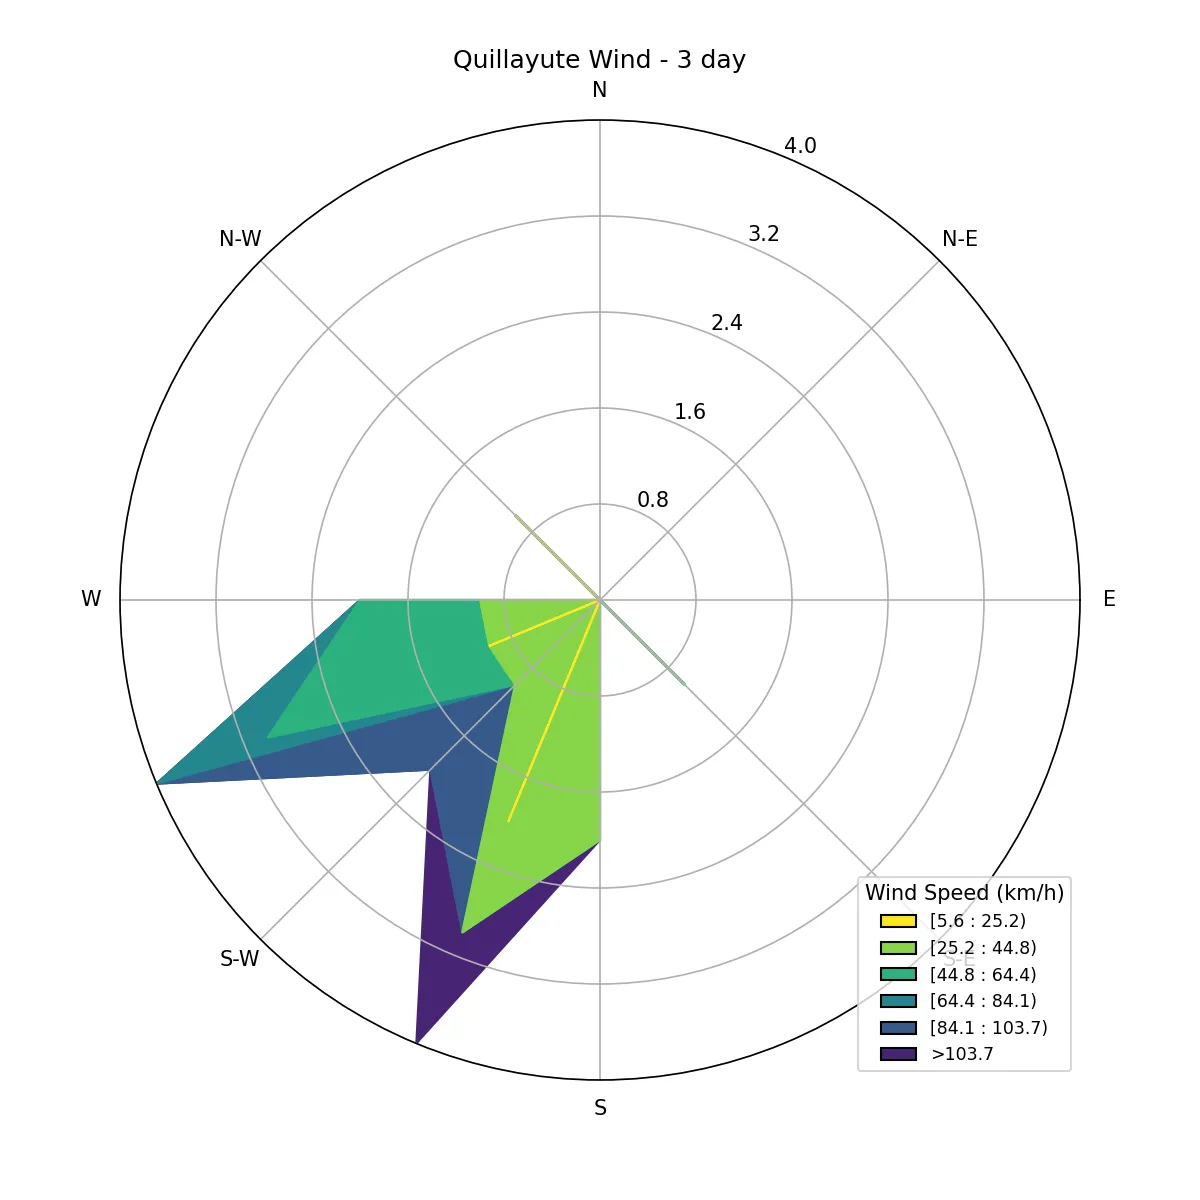 Quillayute Wind - 3 day
N
4.0
N-W
3.2
N-E
2.4
1.6
0.8
W
E
Wind Speed (km/h)
[5.6 : 25.2)
[25.2 : 44.8)
S-W
S-E
[44.8 : 64.4)
[64.4 : 84.1)
[84.1 : 103.7)
>103.7
S